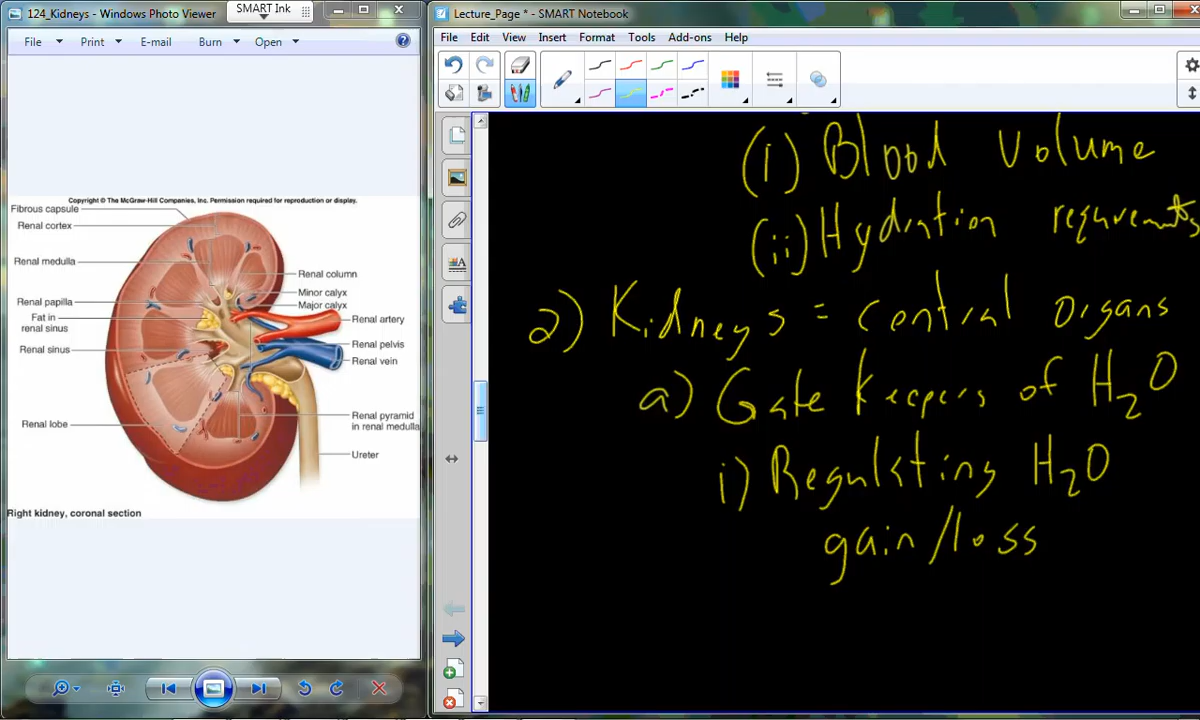 124_Kidneys - Windows Photo Viewer
SMART Ink
File
Print
E-mail
Burn
Open
Copyright © The McGraw-Hill Companies, Inc. Permission required for reproduction or display.
Fibrous capsule
Renal cortex
Renal medulla
Renal papilla
Fat in
renal sinus
Renal sinus
Renal lobe
Renal column
Minor calyx
Major calyx
Renal artery
Renal pelvis
Renal vein
Renal pyramid
in renal medulla
Ureter
Right kidney, coronal section
Lecture_Page * - SMART Notebook
File Edit View Insert Format Tools Add-ons Help
(i) Blood Volume
(ii) Hydration requirements
2) Kidneys = central organs
a) Gate Keepers of H2O
i) Regulating H2O
gain/loss